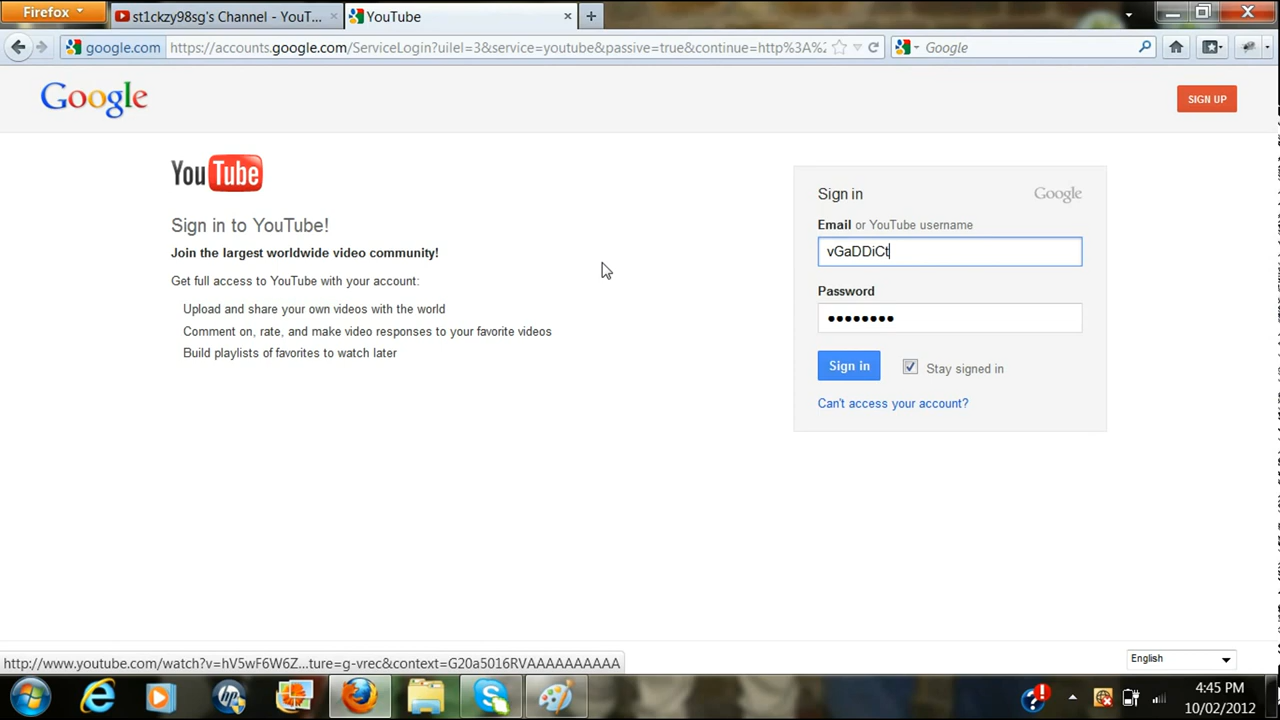 Firefox
st1ckzy98sg's Channel - YouT...
YouTube
google.com
https://accounts.google.com/ServiceLogin?uilel=3&service=youtube&passive=true&continue=http%3A%2
Google
Google
SIGN UP
YouTube
Sign in to YouTube!
Join the largest worldwide video community!
Get full access to YouTube with your account:
Upload and share your own videos with the world
Comment on, rate, and make video responses to your favorite videos
Build playlists of favorites to watch later
Sign in
Google
Email or YouTube username
vGaDDiCt
Password
••••••••
Sign in
Stay signed in
Can't access your account?
http://www.youtube.com/watch?v=hV5wF6W6Z...ture=g-vrec&context=G20a5016RVAAAAAAAAAA
English
4:45 PM
10/02/2012